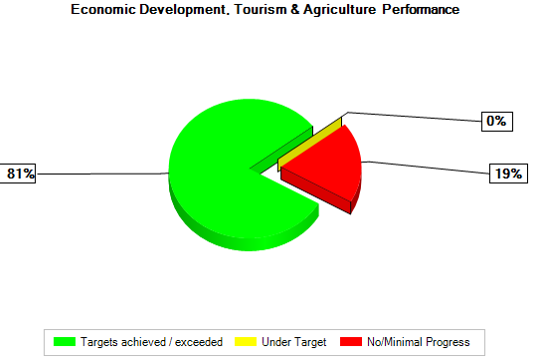 Economic Development, Tourism & Agriculture Performance
0%
81%
19%
Targets achieved / exceeded Under Target No/Minimal Progress